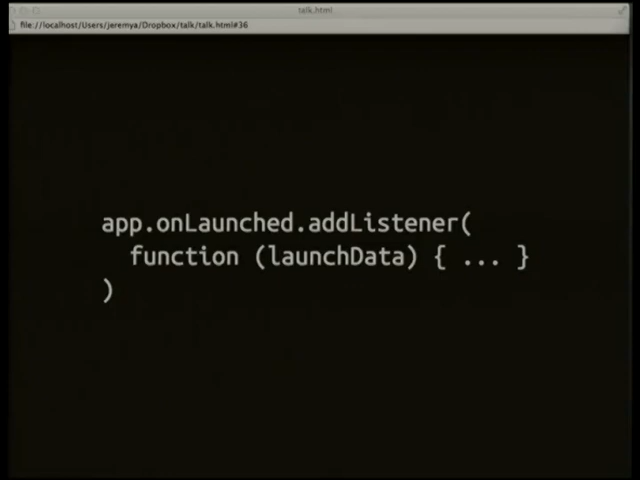 talk.html
file://localhost/Users/jeremya/Dropbox/talk/talk.html#36
app.onLaunched.addListener(
function (launchData) { ... }
)